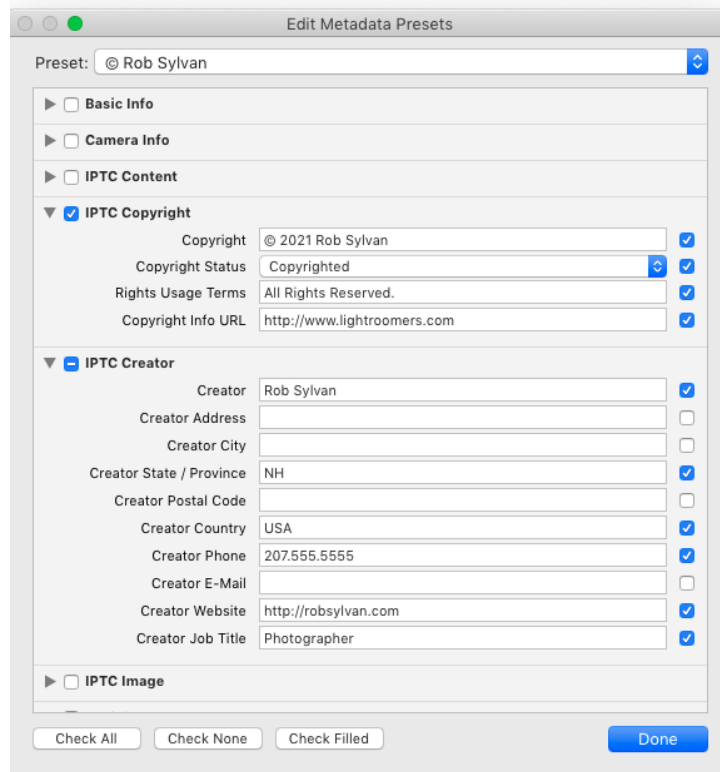 Edit Metadata Presets
Preset: © Rob Sylvan
Basic Info
Camera Info
IPTC Content
IPTC Copyright
Copyright © 2021 Rob Sylvan
Copyright Status Copyrighted
Rights Usage Terms All Rights Reserved.
Copyright Info URL http://www.lightroomers.com
IPTC Creator
Creator Rob Sylvan
Creator Address
Creator City
Creator State / Province NH
Creator Postal Code
Creator Country USA
Creator Phone 207.555.5555
Creator E-Mail
Creator Website http://robsylvan.com
Creator Job Title Photographer
IPTC Image
Check All Check None Check Filled Done